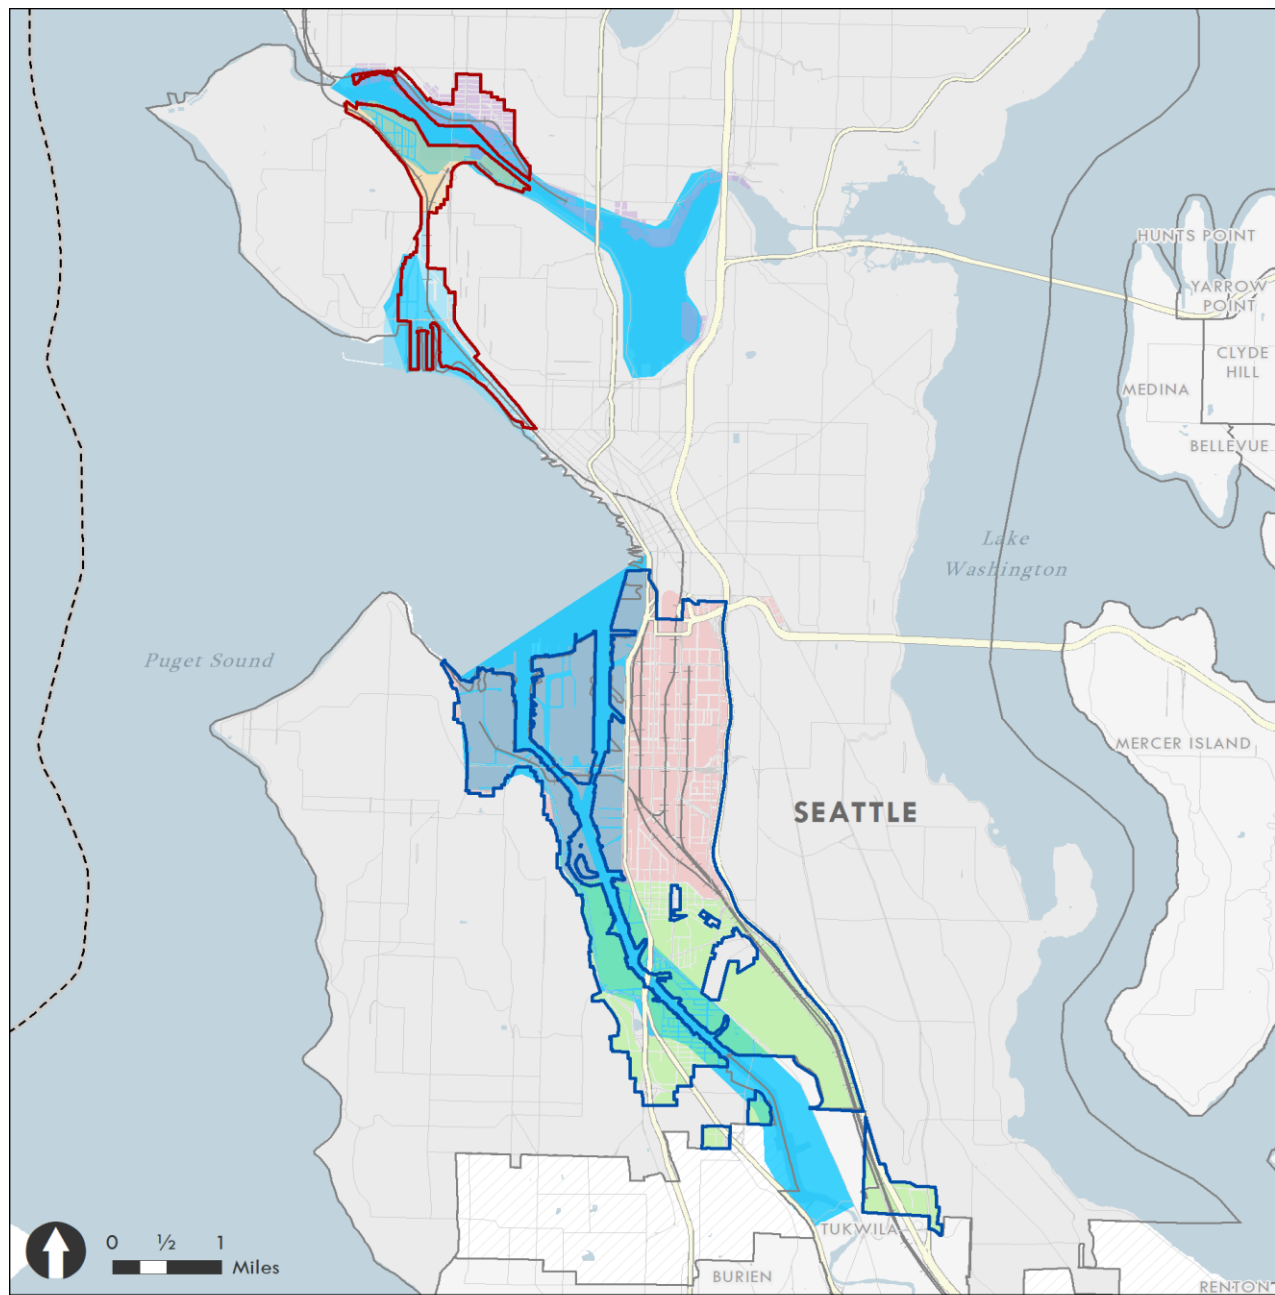 HUNTS POINT
YARROW
POINT
CLYDE
HILL
MEDINA
BELLEVUE
Lake
Washington
Puget Sound
MERCER ISLAND
SEATTLE
TUKWILA
0 ½ 1
Miles
BURIEN
RENTON